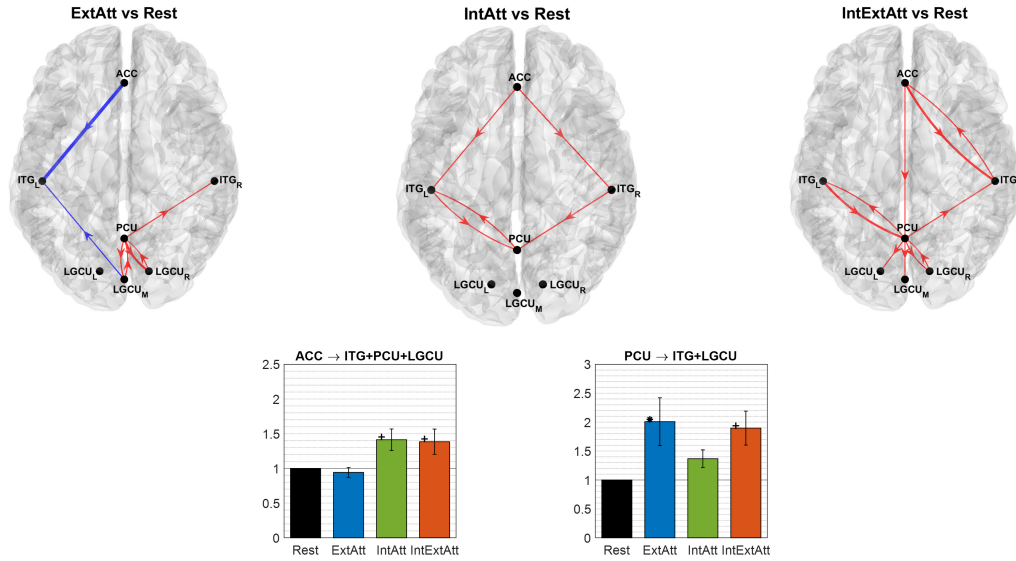 ExtAtt vs Rest
IntAtt vs Rest
IntExtAtt vs Rest
ACC
ITG_L
ITG_R
PCU
LGCU_L
LGCU_R
LGCU_M
ACC
ITG_L
ITG_R
PCU
LGCU_L
LGCU_R
LGCU_M
ACC
ITG_L
ITG
PCU
LGCU_L
LGCU_R
LGCU_M
ACC → ITG+PCU+LGCU
2.5
2
1.5
1
0.5
0
Rest ExtAtt IntAtt IntExtAtt
PCU → ITG+LGCU
3
2.5
2
1.5
1
0.5
0
Rest ExtAtt IntAtt IntExtAtt